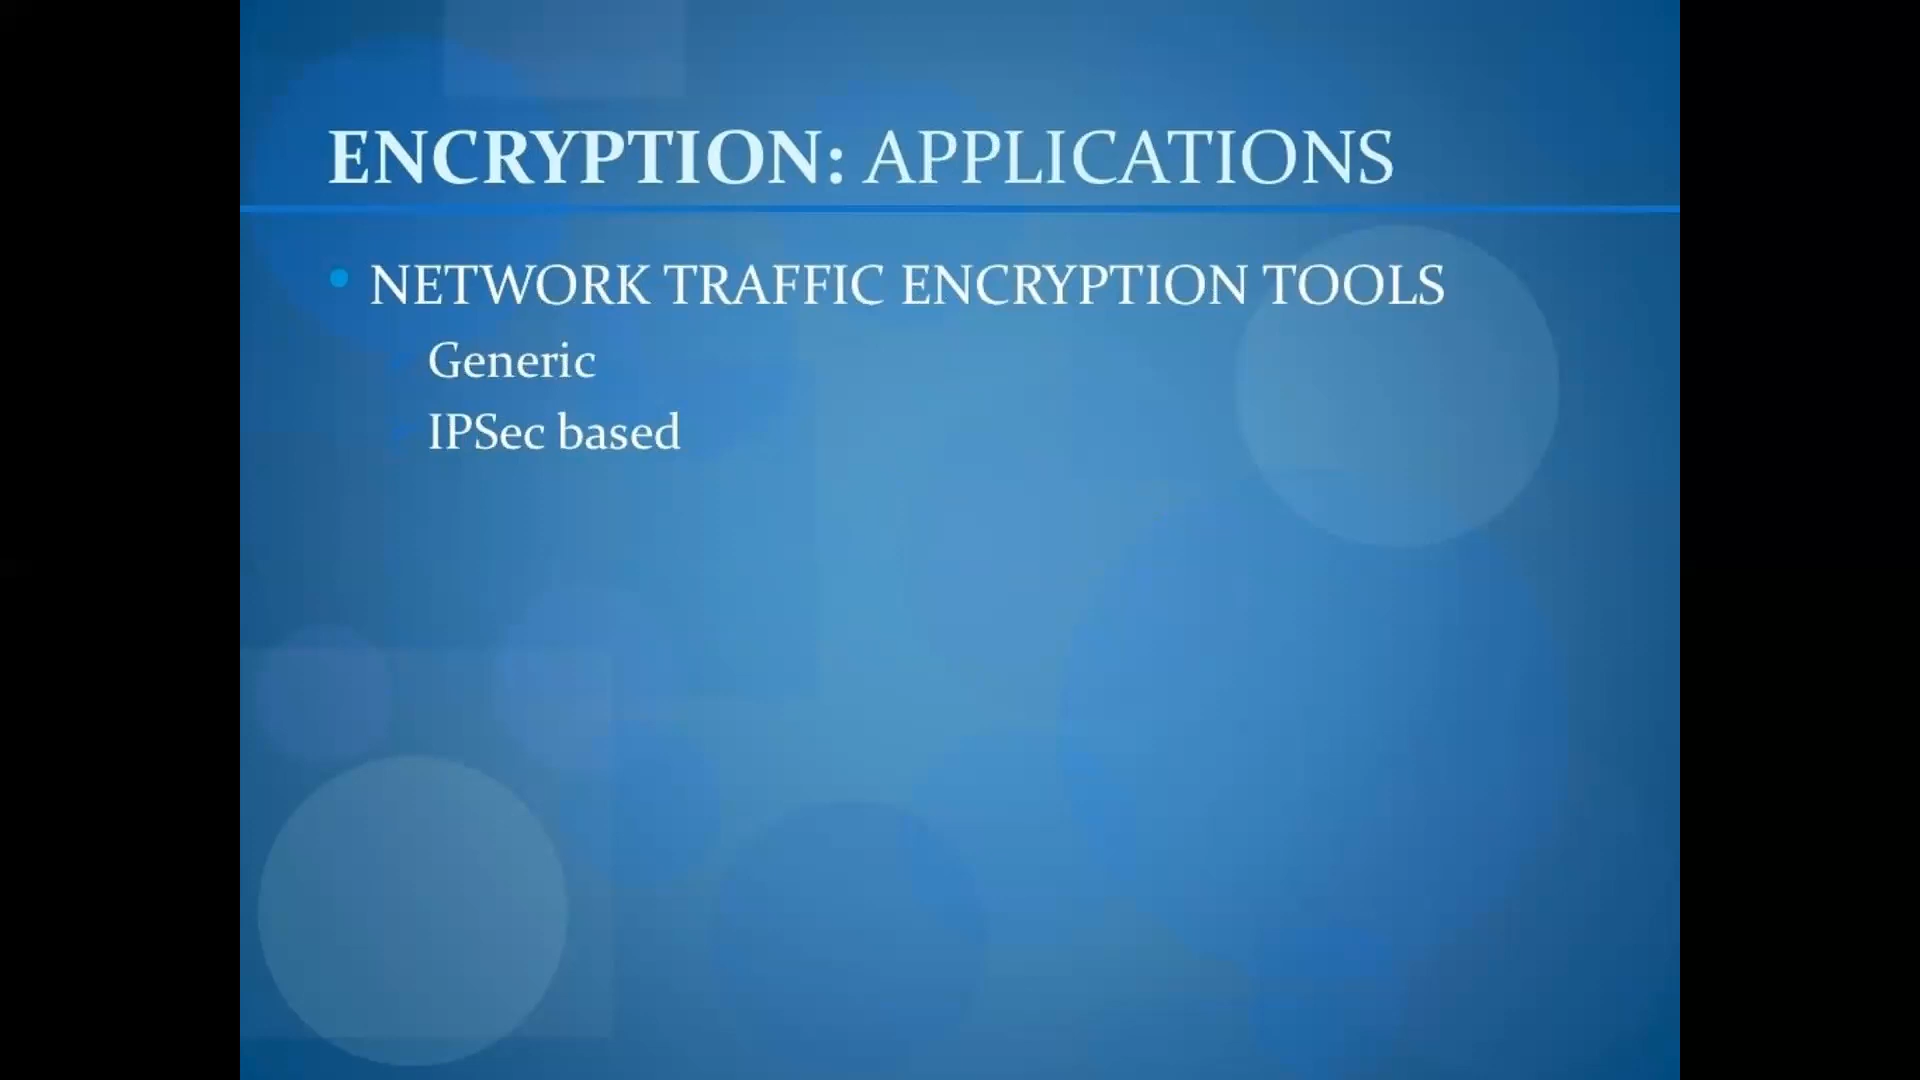 ENCRYPTION: APPLICATIONS
NETWORK TRAFFIC ENCRYPTION TOOLS
Generic
IPSec based